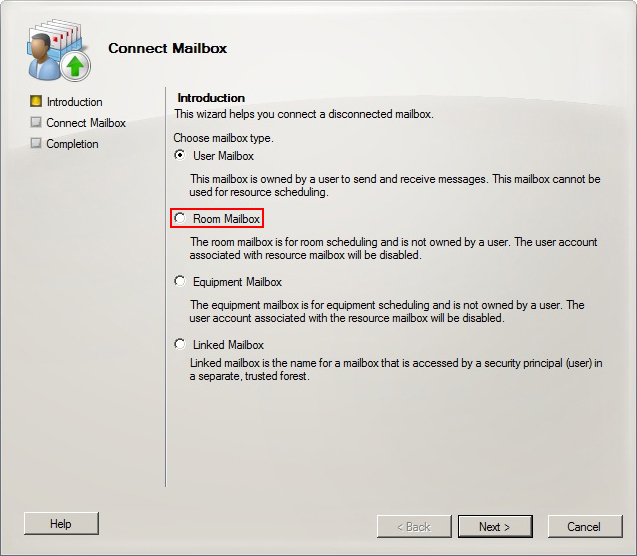 Connect Mailbox
Introduction
Connect Mailbox
Completion
Introduction
This wizard helps you connect a disconnected mailbox.
Choose mailbox type.
User Mailbox
This mailbox is owned by a user to send and receive messages. This mailbox cannot be
used for resource scheduling.
Room Mailbox
The room mailbox is for room scheduling and is not owned by a user. The user account
associated with resource mailbox will be disabled.
Equipment Mailbox
The equipment mailbox is for equipment scheduling and is not owned by a user. The
user account associated with the resource mailbox will be disabled.
Linked Mailbox
Linked mailbox is the name for a mailbox that is accessed by a security principal (user) in
a separate, trusted forest.
Help
< Back
Next >
Cancel